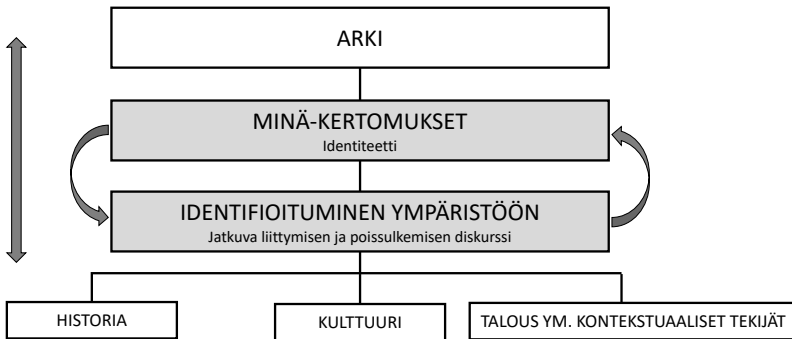 ARKI
MINÄ-KERTOMUKSET
Identiteetti
IDENTIFIOITUMINEN YMPÄRISTÖÖN
Jatkuva liittymisen ja poissulkemisen diskurssi
HISTORIA
KULTTUURI
TALOUS YM. KONTEKSTUAALISET TEKIJÄT